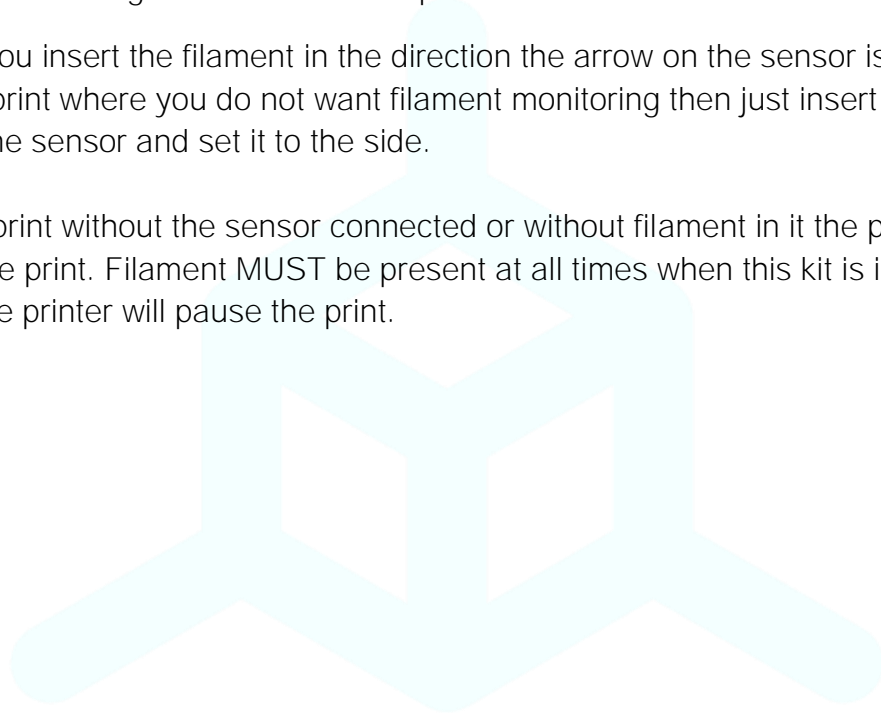 ou insert the filament in the direction the arrow on the sensor is
print where you do not want filament monitoring then just insert
he sensor and set it to the side.
print without the sensor connected or without filament in it the p
e print. Filament MUST be present at all times when this kit is i
e printer will pause the print.